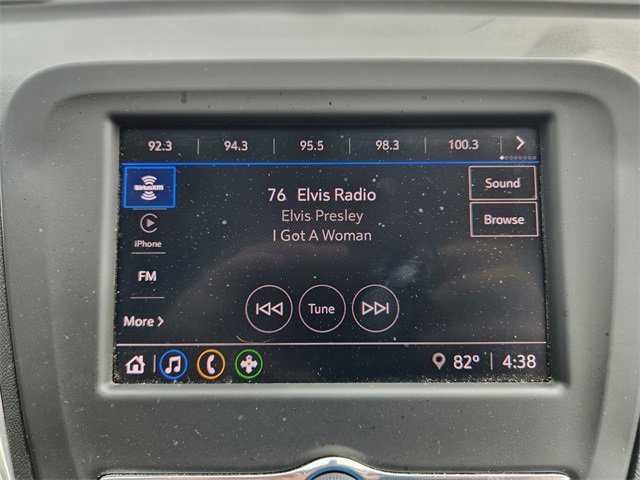 92.3 | 94.3 | 95.5 | 98.3 | 100.3 | >
SiriusXM
76 Elvis Radio
Elvis Presley
I Got A Woman
Sound
Browse
iPhone
FM
More >
Tune
82° | 4:38